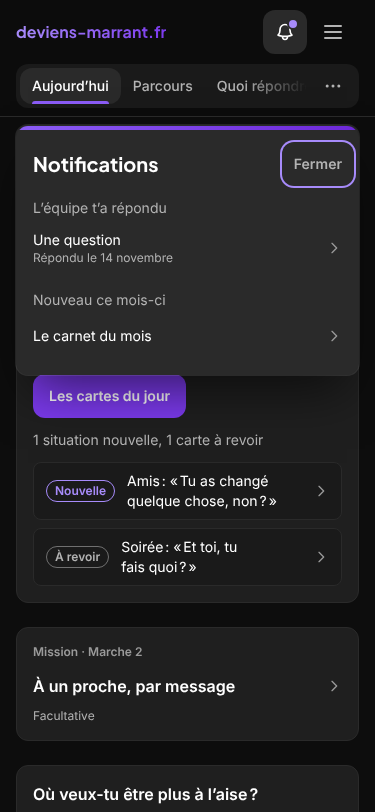 deviens-marrant.fr
Aujourd’hui
Parcours
Quoi répond
Notifications
Fermer
L’équipe t’a répondu
Une question
Répondu le 14 novembre
Nouveau ce mois-ci
Le carnet du mois
Les cartes du jour
1 situation nouvelle, 1 carte à revoir
Nouvelle
Amis : « Tu as changé
quelque chose, non ? »
À revoir
Soirée : « Et toi, tu
fais quoi ? »
Mission · Marche 2
À un proche, par message
Facultative
Où veux-tu être plus à l’aise ?